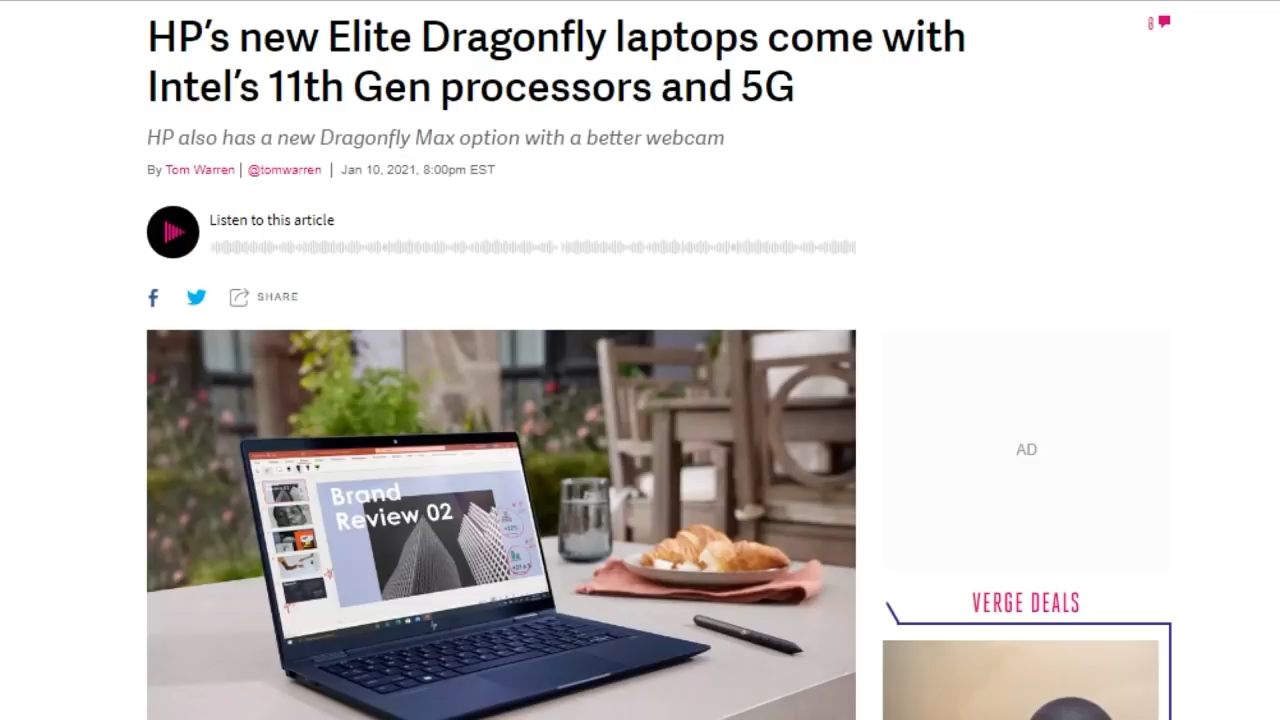 HP's new Elite Dragonfly laptops come with
Intel's 11th Gen processors and 5G
8
HP also has a new Dragonfly Max option with a better webcam
By Tom Warren | @tomwarren | Jan 10, 2021, 8:00pm EST
Listen to this article
SHARE
Brand
Review 02
AD
VERGE DEALS